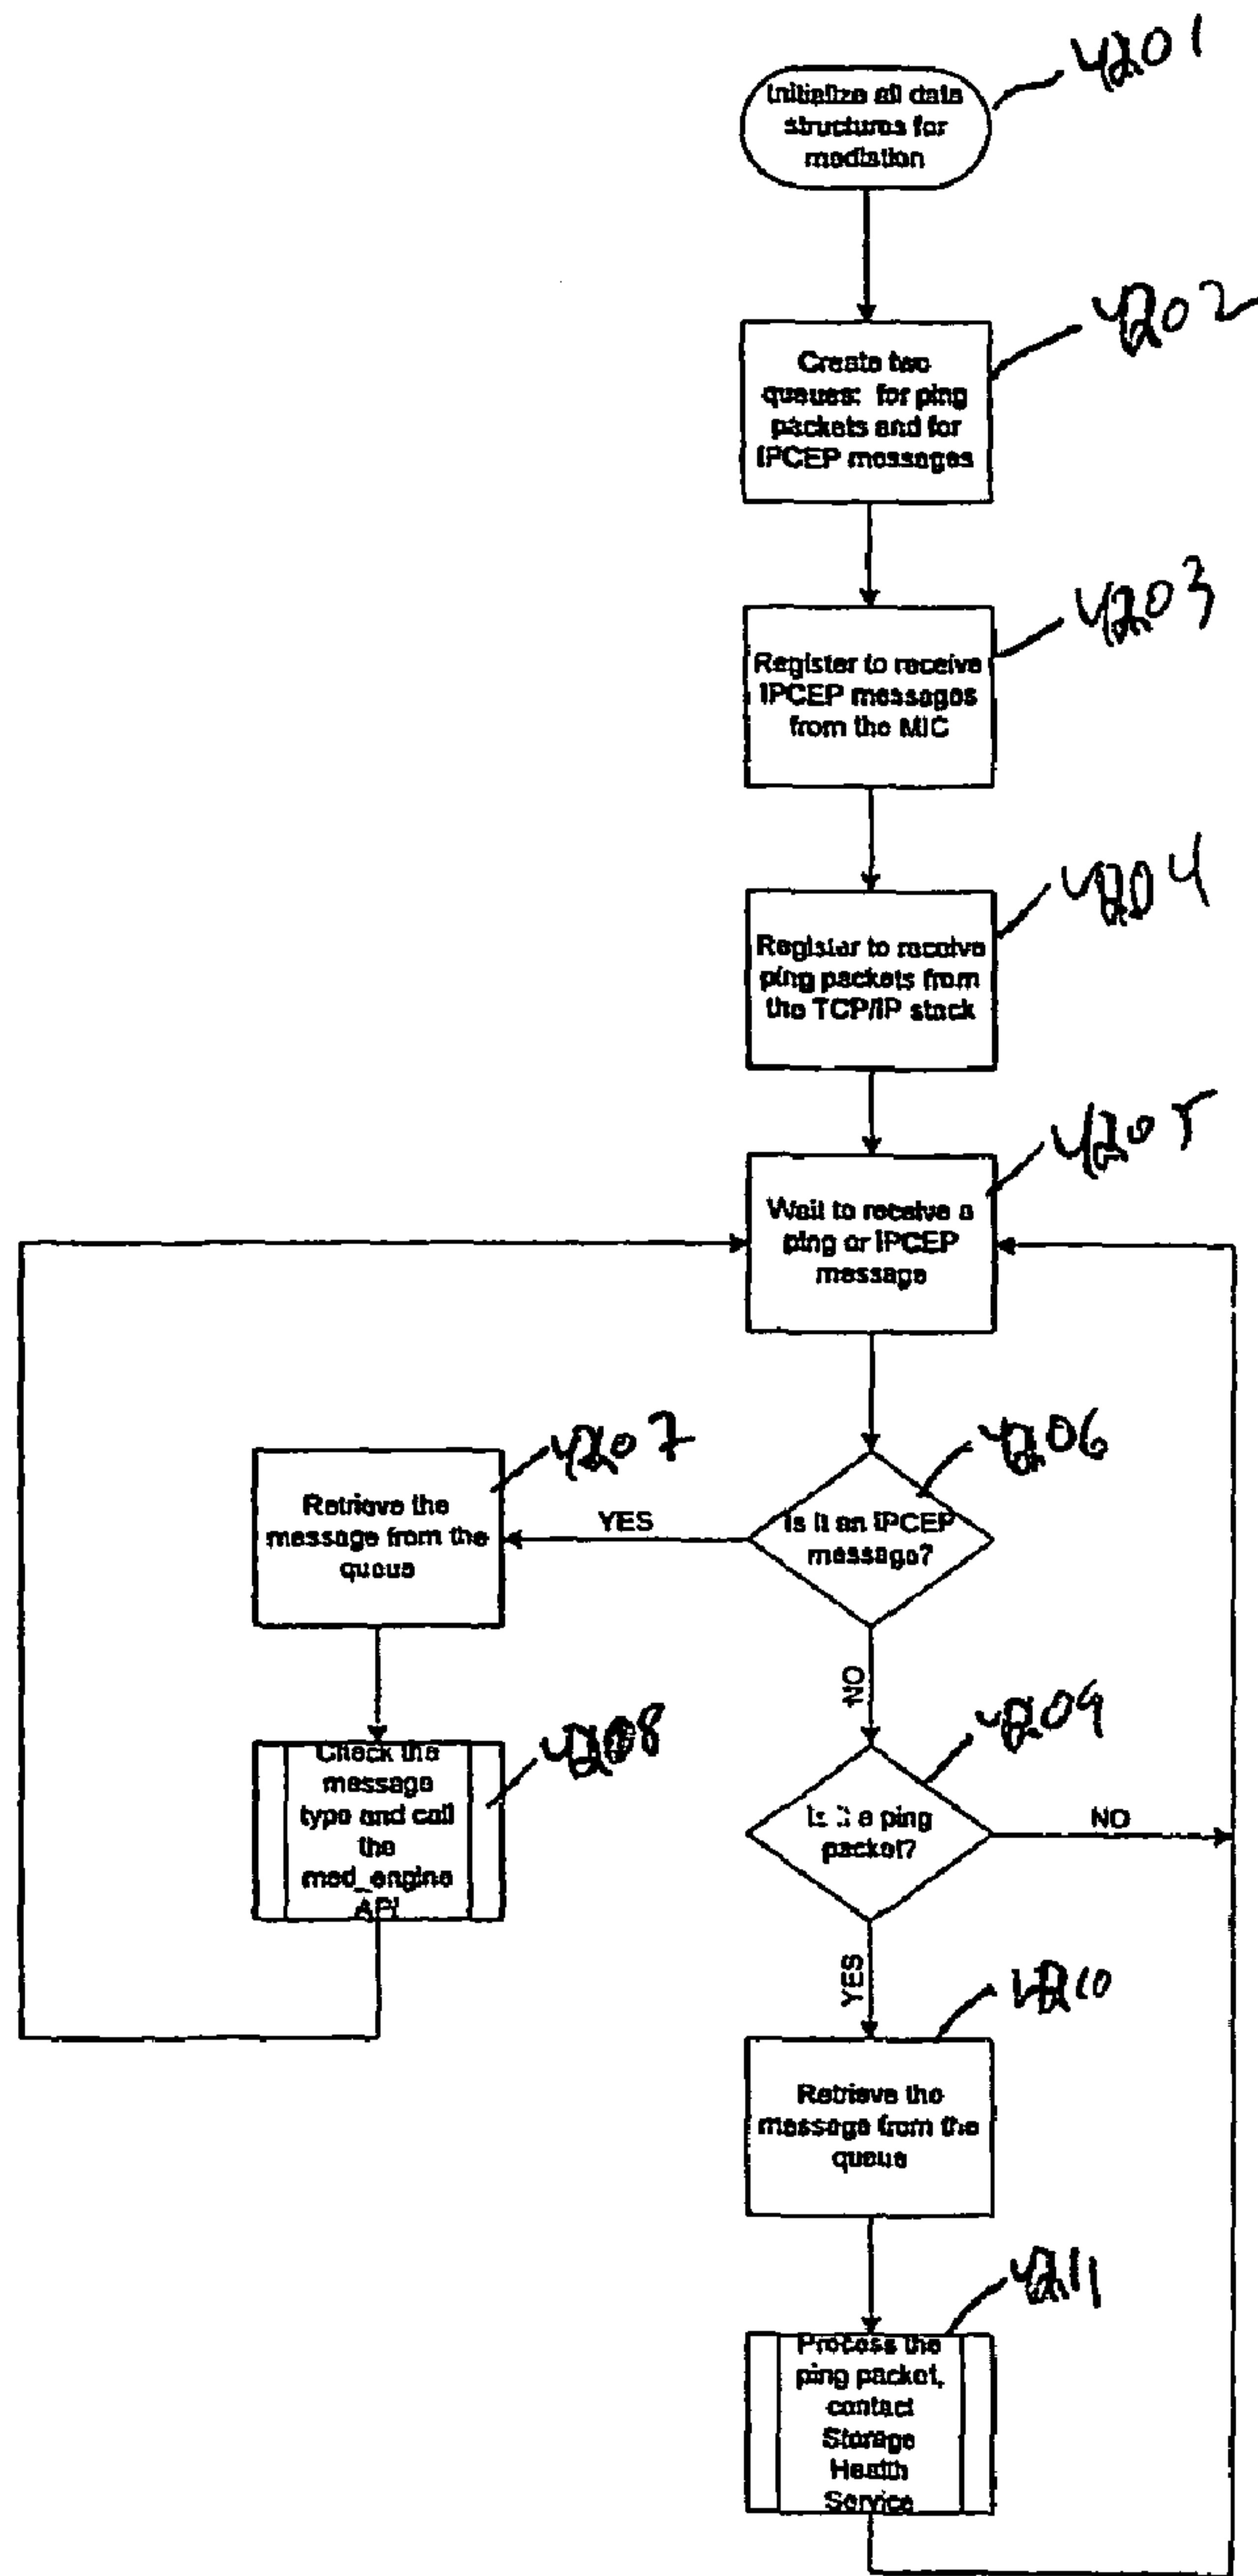 Initialize all data
structures for
mediation
4201
Create two
queues: for ping
packets and for
IPCEP messages
4202
Register to receive
IPCEP messages
from the MIC
4203
Register to receive
ping packets from
the TCP/IP stack
4204
Wait to receive a
ping or IPCEP
message
4205
Is it an IPCEP
message?
4206
YES
NO
Retrieve the
message from the
queue
4207
Check the
message
type and call
the
med_engine
API
4208
Is it a ping
packet?
4209
NO
YES
Retrieve the
message from the
queue
4210
Process the
ping packet,
contact
Storage
Health
Service
4211